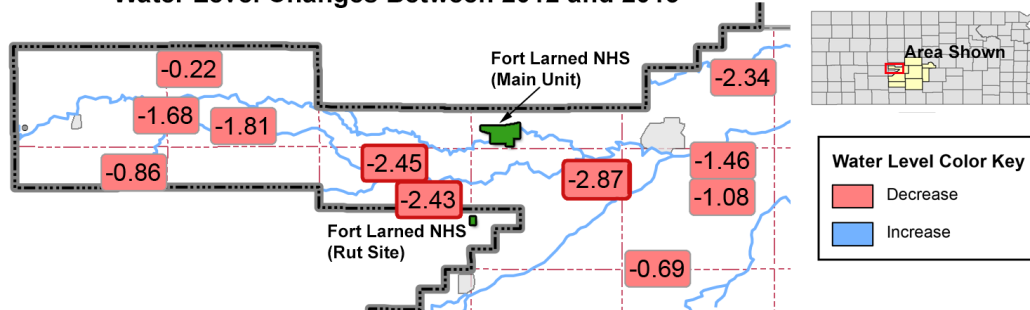 -0.22
Fort Larned NHS
(Main Unit)
-2.34
Area Shown
-1.68
-1.81
-2.45
-2.87
-1.46
-0.86
-2.43
-1.08
Fort Larned NHS
(Rut Site)
-0.69
Water Level Color Key
Decrease
Increase